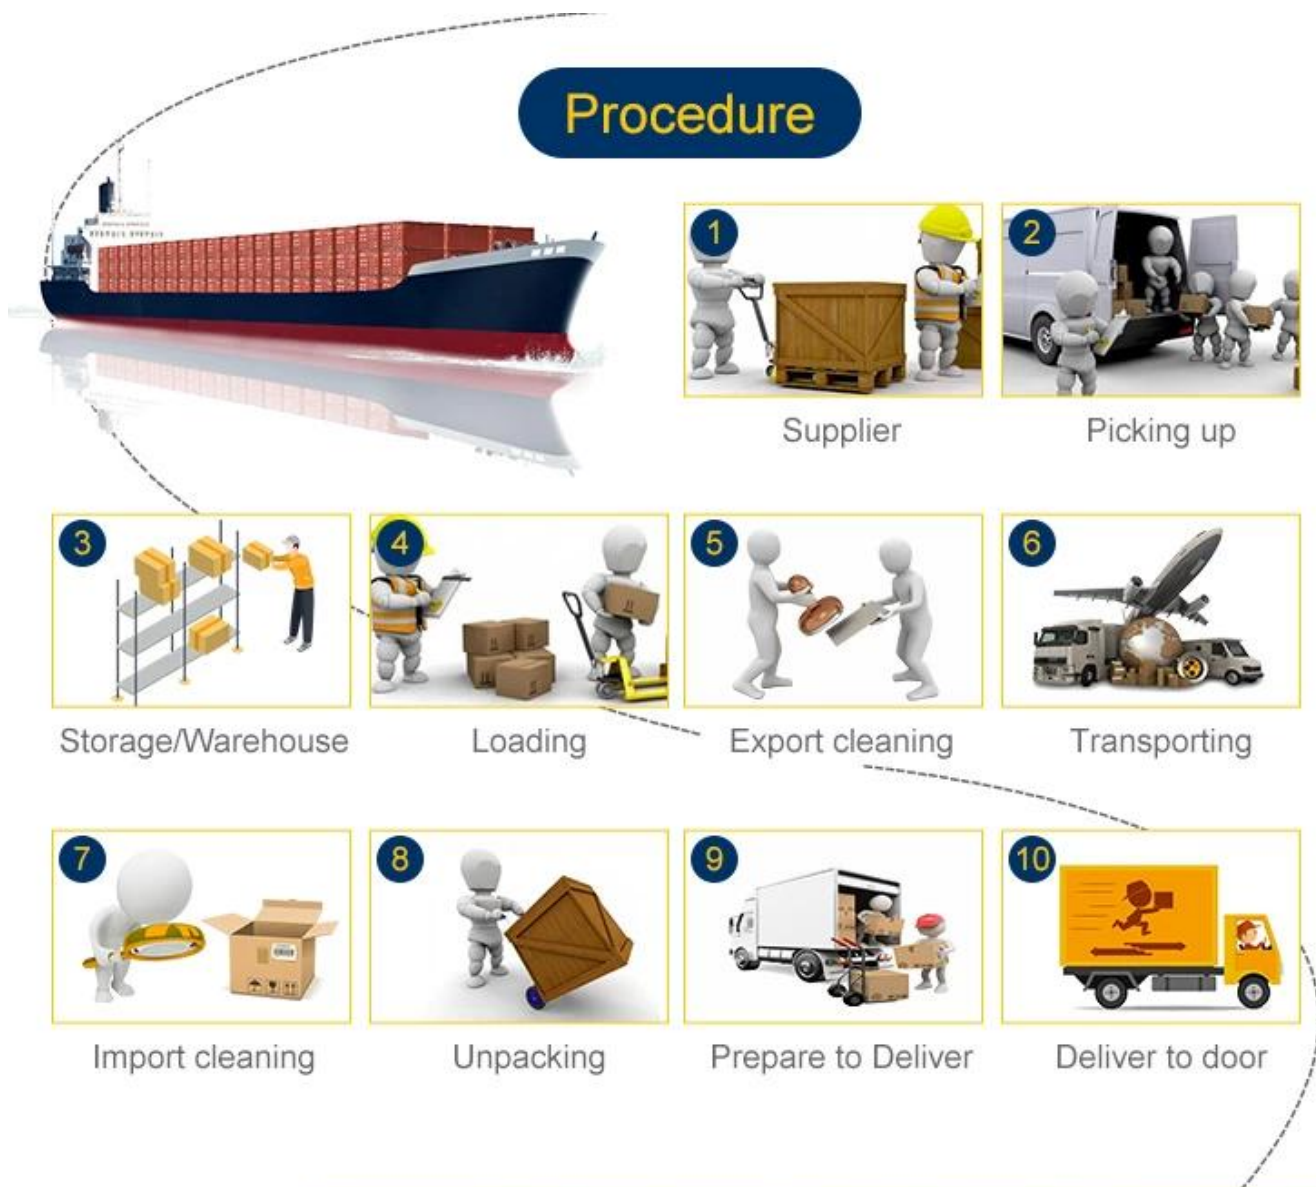 Procedure
1
2
Supplier
Picking up
3
4
5
6
Storage/Warehouse
Loading
Export cleaning
Transporting
7
8
9
10
Import cleaning
Unpacking
Prepare to Deliver
Deliver to door